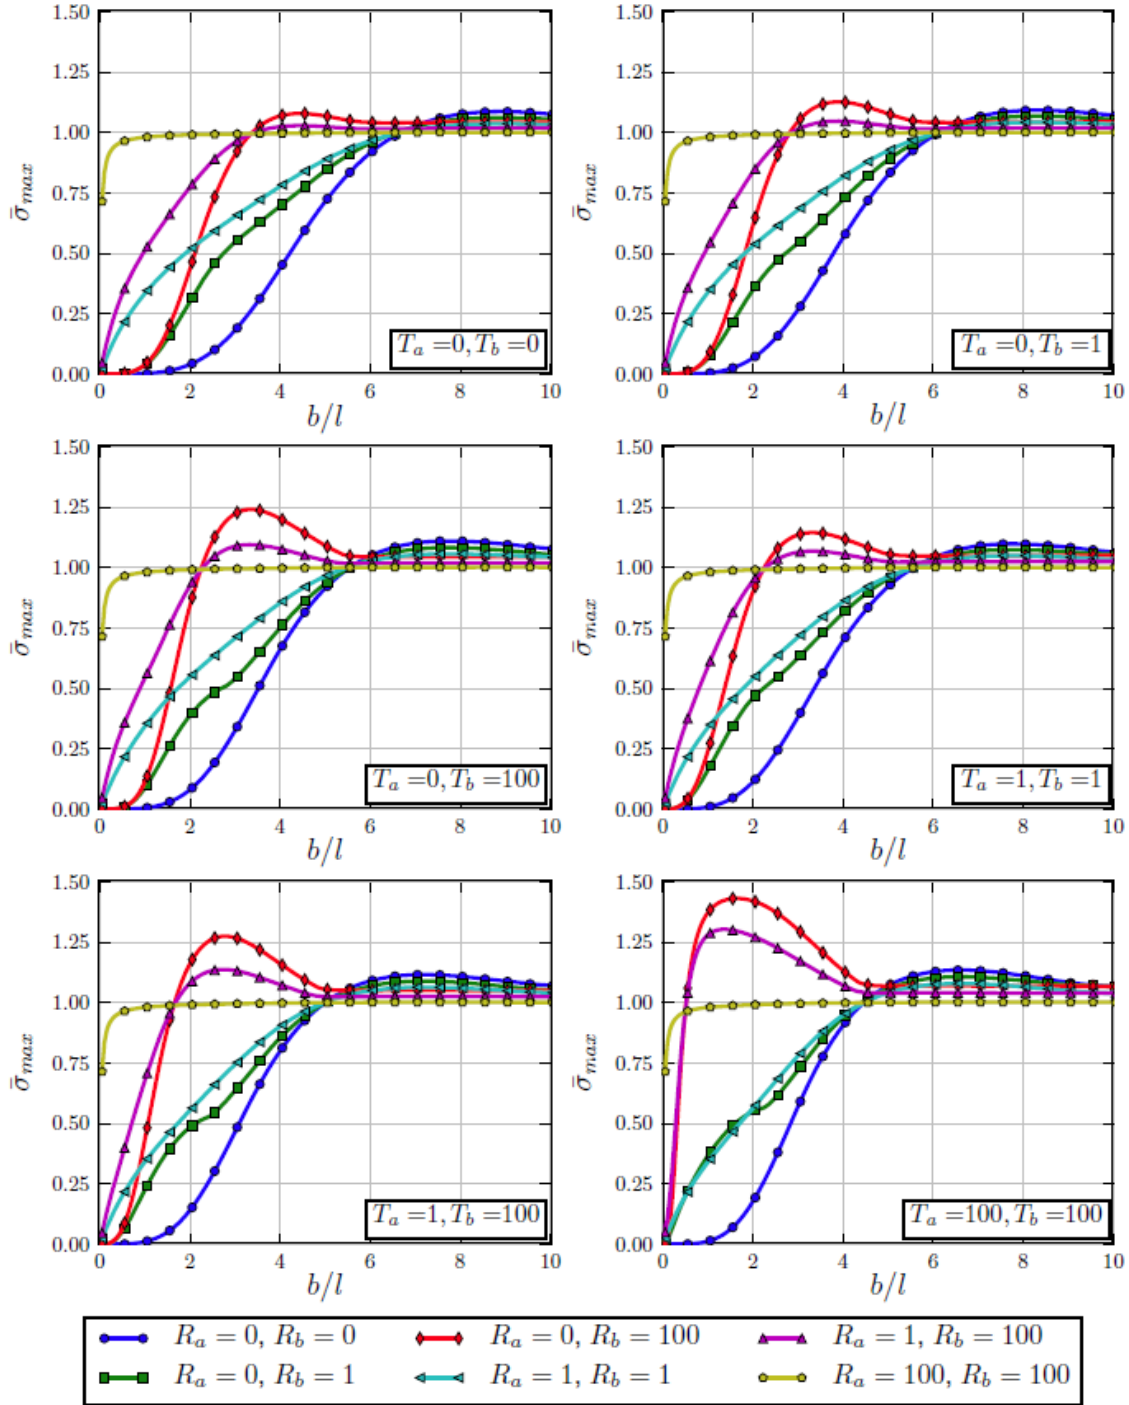 1.50
1.25
1.00
0.75
0.50
0.25
0.00
σ̄max
0 2 4 6 8 10
b/l
Ta =0, Tb =0
1.50
1.25
1.00
0.75
0.50
0.25
0.00
σ̄max
0 2 4 6 8 10
b/l
Ta =0, Tb =1
1.50
1.25
1.00
0.75
0.50
0.25
0.00
σ̄max
0 2 4 6 8 10
b/l
Ta =0, Tb =100
1.50
1.25
1.00
0.75
0.50
0.25
0.00
σ̄max
0 2 4 6 8 10
b/l
Ta =1, Tb =1
1.50
1.25
1.00
0.75
0.50
0.25
0.00
σ̄max
0 2 4 6 8 10
b/l
Ta =1, Tb =100
1.50
1.25
1.00
0.75
0.50
0.25
0.00
σ̄max
0 2 4 6 8 10
b/l
Ta =100, Tb =100
Ra = 0, Rb = 0 Ra = 0, Rb = 100 Ra = 1, Rb = 100
Ra = 0, Rb = 1 Ra = 1, Rb = 1 Ra = 100, Rb = 100